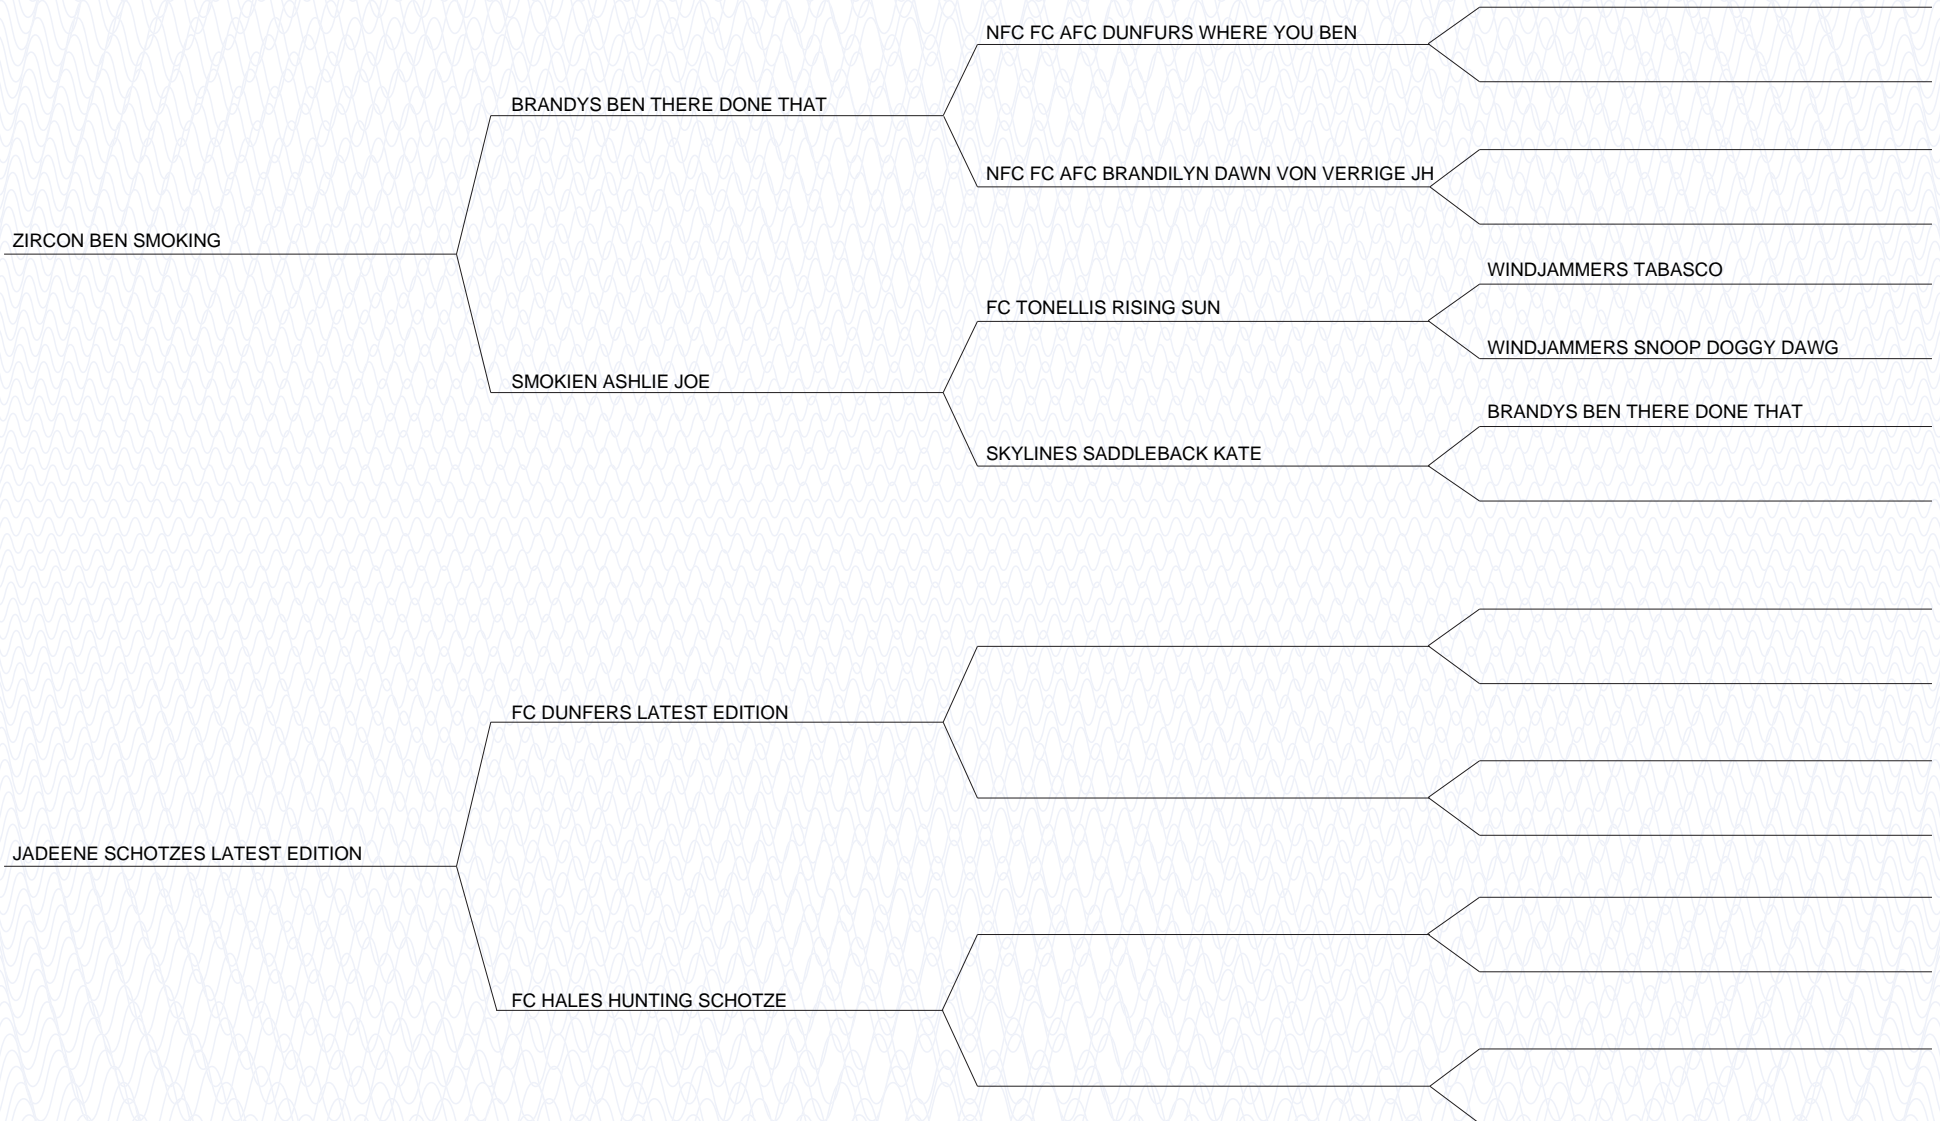 NFC FC AFC DUNFURS WHERE YOU BEN
BRANDYS BEN THERE DONE THAT
NFC FC AFC BRANDILYN DAWN VON VERRIGE JH
ZIRCON BEN SMOKING
WINDJAMMERS TABASCO
FC TONELLIS RISING SUN
WINDJAMMERS SNOOP DOGGY DAWG
SMOKIEN ASHLIE JOE
BRANDYS BEN THERE DONE THAT
SKYLINES SADDLEBACK KATE
FC DUNFERS LATEST EDITION
JADEENE SCHOTZES LATEST EDITION
FC HALES HUNTING SCHOTZE